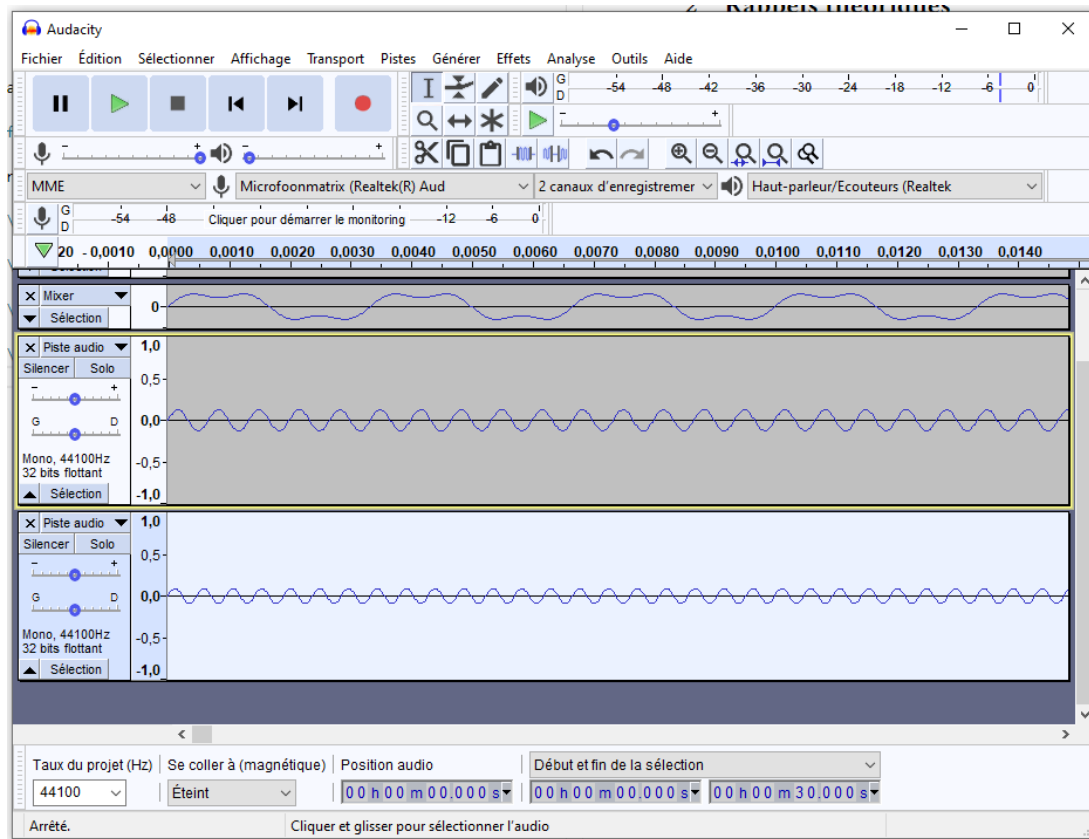 2 Rappels théoriques
Audacity
Fichier Édition Sélectionner Affichage Transport Pistes Générer Effets Analyse Outils Aide
G
D
-54 -48 -42 -36 -30 -24 -18 -12 -6 0
- +
- + - +
MME Microfoonmatrix (Realtek(R) Aud 2 canaux d'enregistremer Haut-parleur/Ecouteurs (Realtek
G
D
-54 -48 Cliquer pour démarrer le monitoring -12 -6 0
20 - 0,0010 0,0000 0,0010 0,0020 0,0030 0,0040 0,0050 0,0060 0,0070 0,0080 0,0090 0,0100 0,0110 0,0120 0,0130 0,0140
Sélection
Mixer
0-
Sélection
Piste audio 1,0
Silencer Solo
0,5-
- +
G D 0,0-
Mono, 44100Hz
32 bits flottant
-0,5-
Sélection -1,0
Piste audio 1,0
Silencer Solo
0,5-
- +
G D 0,0-
Mono, 44100Hz
32 bits flottant
-0,5-
Sélection -1,0
Taux du projet (Hz) Se coller à (magnétique) Position audio Début et fin de la sélection
44100 Éteint 00 h 00 m 00.000 s 00 h 00 m 00.000 s 00 h 00 m 30.000 s
Arrêté. Cliquer et glisser pour sélectionner l'audio